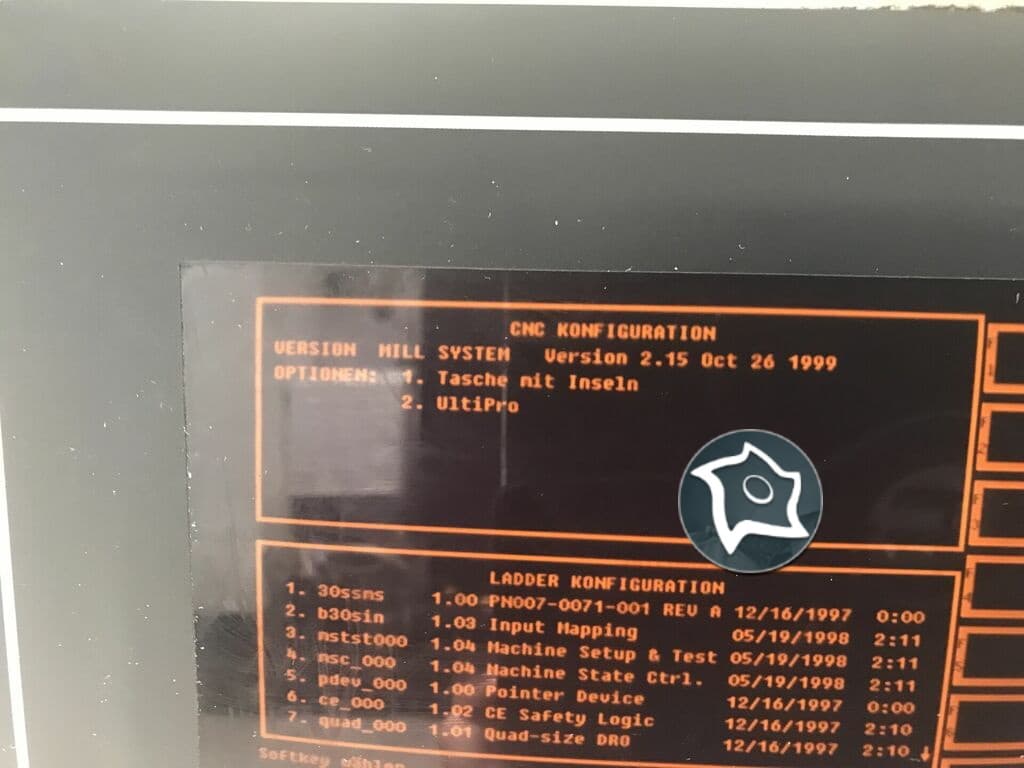 CNC KONFIGURATION
VERSION MILL SYSTEM Version 2.15 Oct 26 1999
OPTIONEN: 1. Tasche mit Inseln
2. UltiPro
LADDER KONFIGURATION
1. 30ssms 1.00 PN007-0071-001 REV A 12/16/1997 0:00
2. b30sin 1.03 Input Mapping 05/19/1998 2:11
3. mstst000 1.04 Machine Setup & Test 05/19/1998 2:11
4. msc_000 1.04 Machine State Ctrl. 05/19/1998 2:11
5. pdev_000 1.00 Pointer Device 12/16/1997 0:00
6. ce_000 1.02 CE Safety Logic 12/16/1997 2:10
7. quad_000 1.01 Quad-size DRO 12/16/1997 2:10 ↓
Softkey wählen